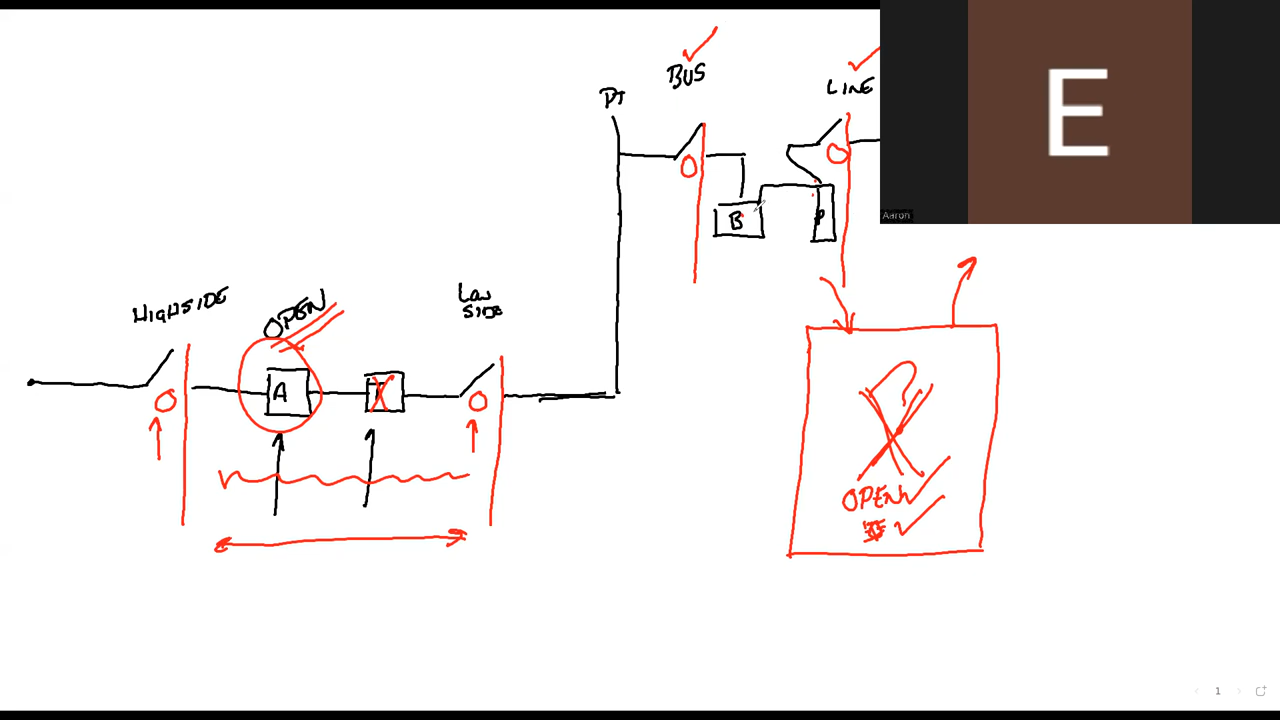 BUS
LINE
PT
E
Aaron
B
P
HIGHSIDE
OPEN
LOW
SIDE
A
OPEN
1